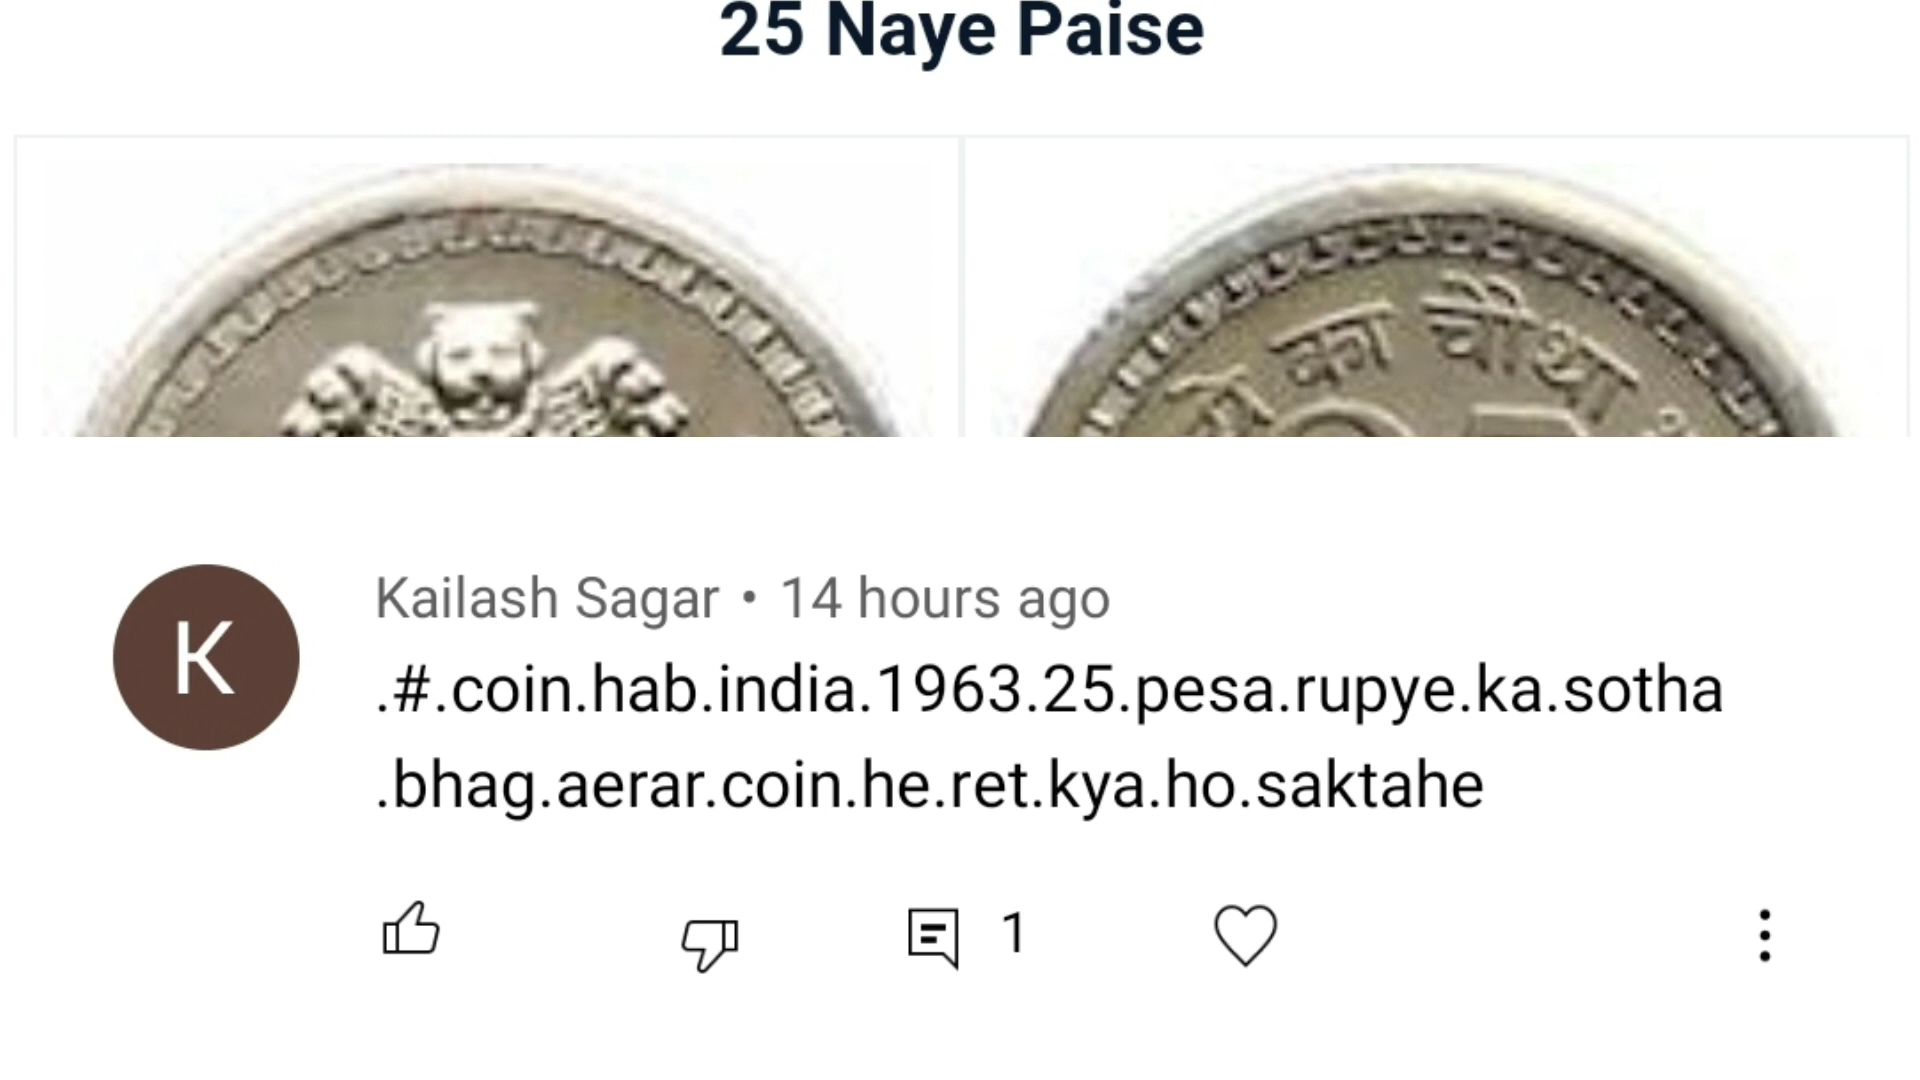 25 Naye Paise
का चौथा
Kailash Sagar • 14 hours ago
.#.coin.hab.india.1963.25.pesa.rupye.ka.sotha
.bhag.aerar.coin.he.ret.kya.ho.saktahe
K
1